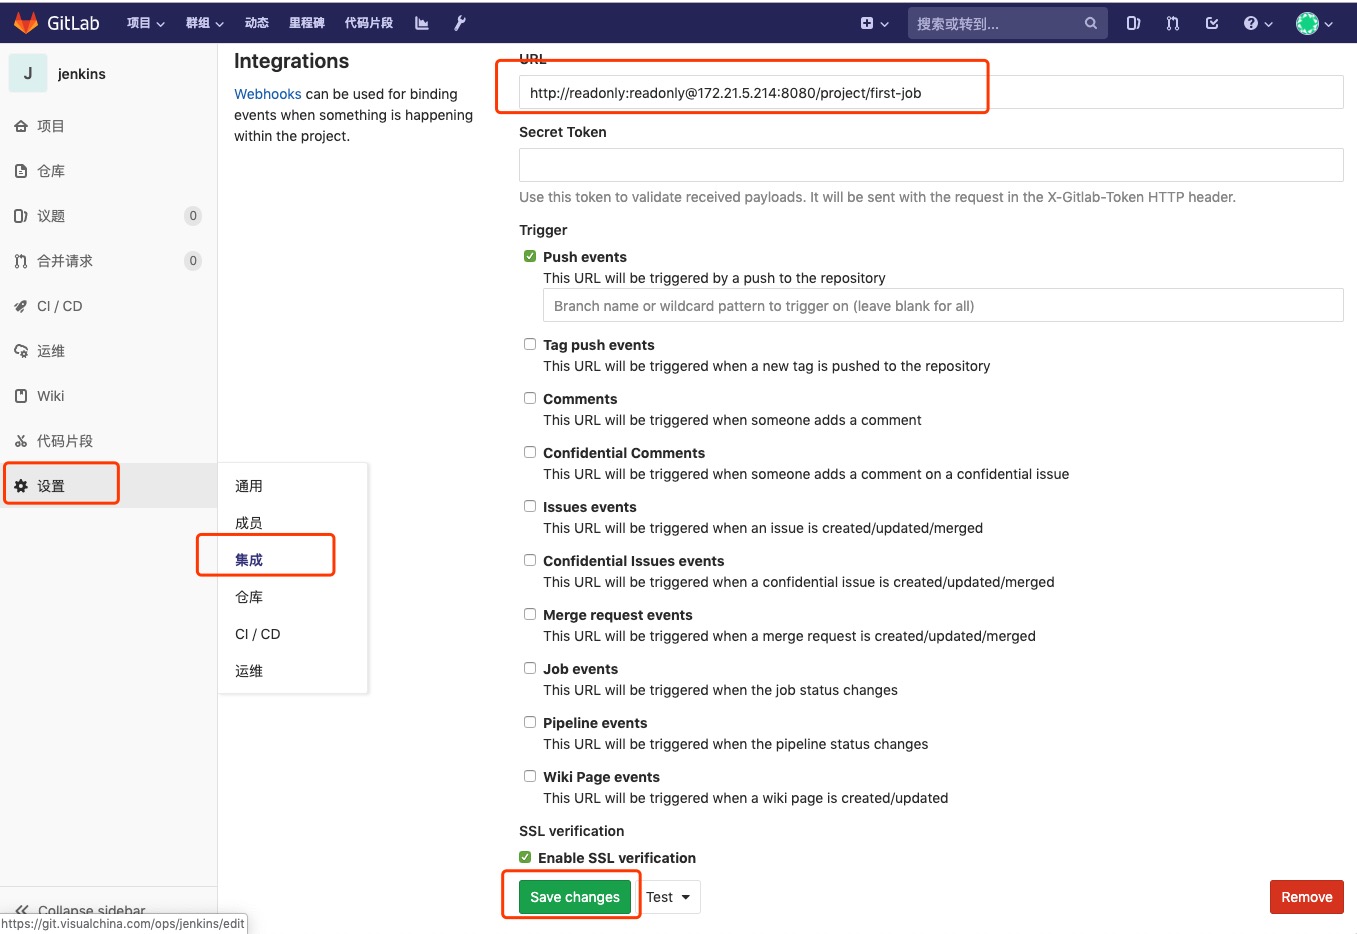 GitLab 项目 群组 动态 里程碑 代码片段 搜索或转到...
J jenkins
项目
仓库
议题 0
合并请求 0
CI / CD
运维
Wiki
代码片段
设置
Collapse sidebar
https://git.visualchina.com/ops/jenkins/edit
通用
成员
集成
仓库
CI / CD
运维
Integrations
Webhooks can be used for binding
events when something is happening
within the project.
URL
http://readonly:readonly@172.21.5.214:8080/project/first-job
Secret Token
Use this token to validate received payloads. It will be sent with the request in the X-Gitlab-Token HTTP header.
Trigger
Push events
This URL will be triggered by a push to the repository
Branch name or wildcard pattern to trigger on (leave blank for all)
Tag push events
This URL will be triggered when a new tag is pushed to the repository
Comments
This URL will be triggered when someone adds a comment
Confidential Comments
This URL will be triggered when someone adds a comment on a confidential issue
Issues events
This URL will be triggered when an issue is created/updated/merged
Confidential Issues events
This URL will be triggered when a confidential issue is created/updated/merged
Merge request events
This URL will be triggered when a merge request is created/updated/merged
Job events
This URL will be triggered when the job status changes
Pipeline events
This URL will be triggered when the pipeline status changes
Wiki Page events
This URL will be triggered when a wiki page is created/updated
SSL verification
Enable SSL verification
Save changes Test Remove